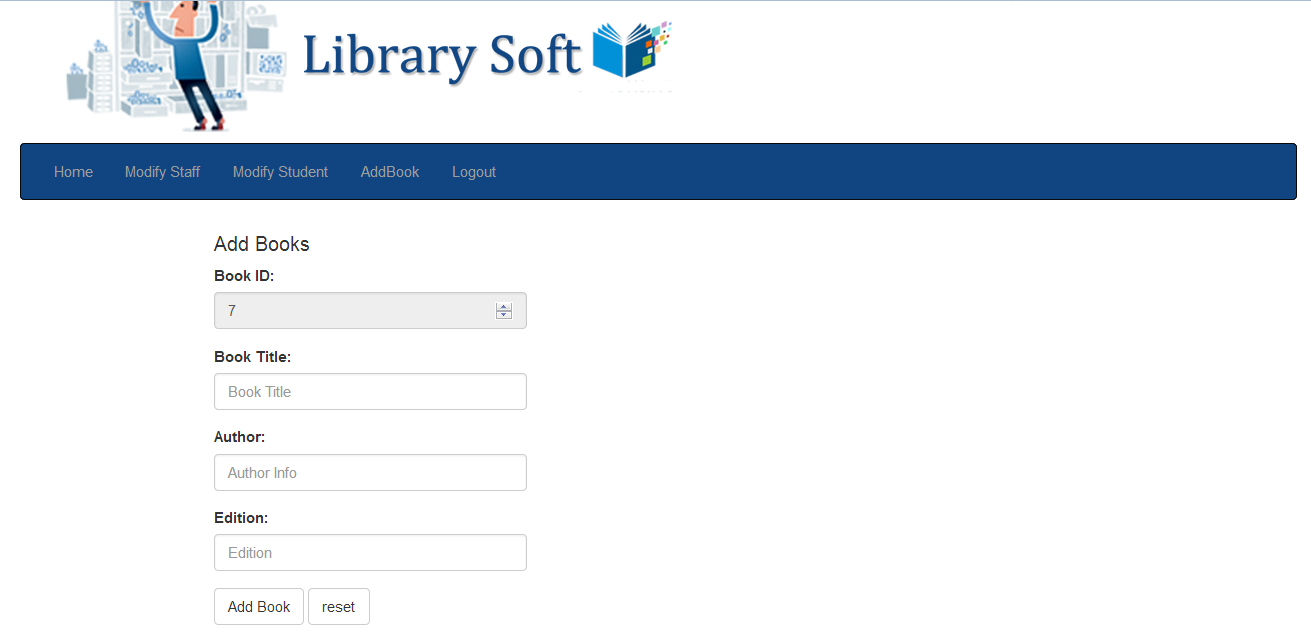 Library Soft
Home Modify Staff Modify Student AddBook Logout
Add Books
Book ID:
7
Book Title:
Book Title
Author:
Author Info
Edition:
Edition
Add Book reset